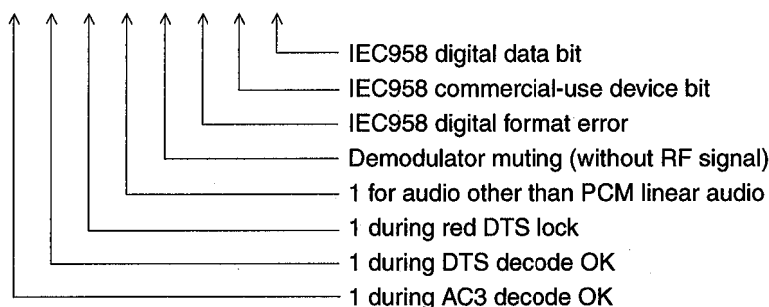 IEC958 digital data bit
IEC958 commercial-use device bit
IEC958 digital format error
Demodulator muting (without RF signal)
1 for audio other than PCM linear audio
1 during red DTS lock
1 during DTS decode OK
1 during AC3 decode OK